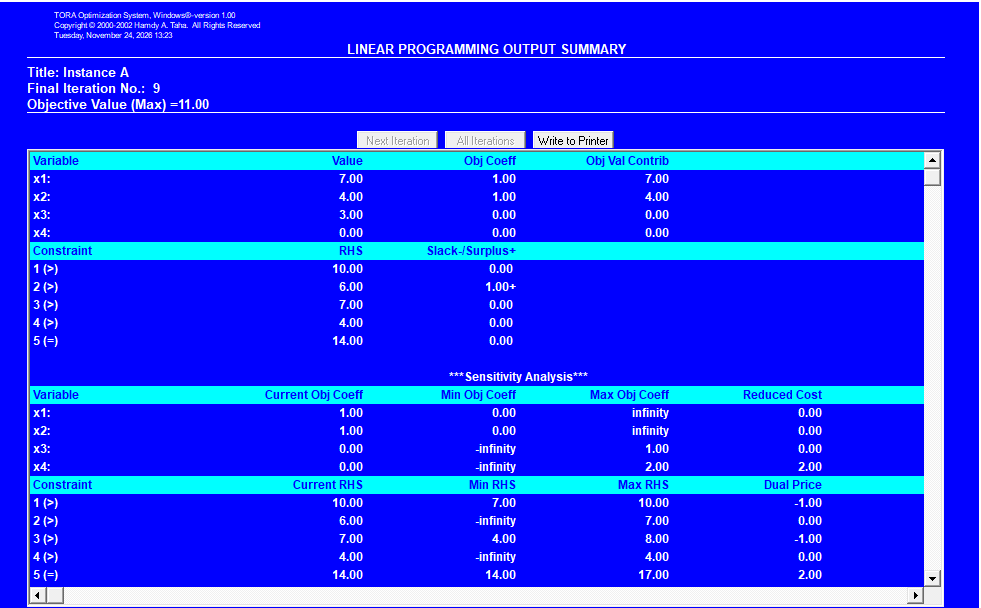 TORA Optimization System, Windows®-version 1.00
Copyright © 2000-2002 Hamdy A. Taha. All Rights Reserved
Tuesday, November 24, 2026 13:23
LINEAR PROGRAMMING OUTPUT SUMMARY
Title: Instance A
Final Iteration No.: 9
Objective Value (Max) =11.00
Next Iteration All Iterations Write to Printer
Variable Value Obj Coeff Obj Val Contrib
x1: 7.00 1.00 7.00
x2: 4.00 1.00 4.00
x3: 3.00 0.00 0.00
x4: 0.00 0.00 0.00
Constraint RHS Slack-/Surplus+
1 (>) 10.00 0.00
2 (>) 6.00 1.00+
3 (>) 7.00 0.00
4 (>) 4.00 0.00
5 (=) 14.00 0.00
***Sensitivity Analysis***
Variable Current Obj Coeff Min Obj Coeff Max Obj Coeff Reduced Cost
x1: 1.00 0.00 infinity 0.00
x2: 1.00 0.00 infinity 0.00
x3: 0.00 -infinity 1.00 0.00
x4: 0.00 -infinity 2.00 2.00
Constraint Current RHS Min RHS Max RHS Dual Price
1 (>) 10.00 7.00 10.00 -1.00
2 (>) 6.00 -infinity 7.00 0.00
3 (>) 7.00 4.00 8.00 -1.00
4 (>) 4.00 -infinity 4.00 0.00
5 (=) 14.00 14.00 17.00 2.00